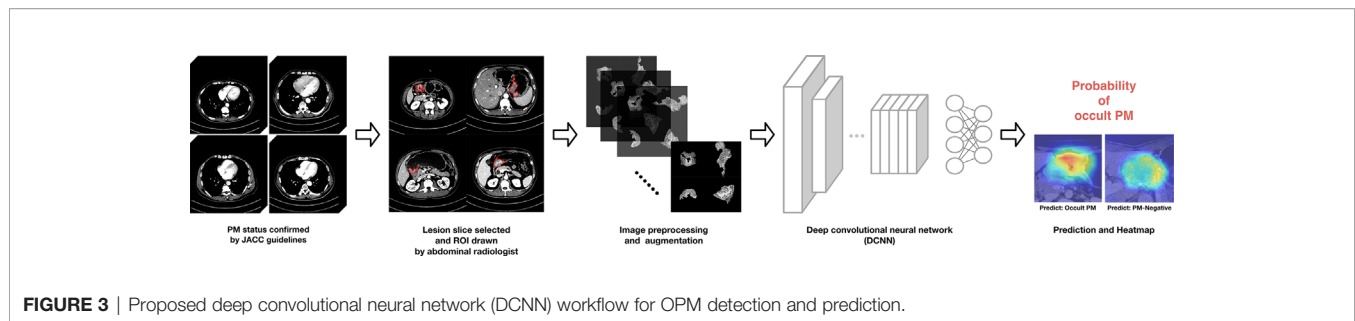 Probability
of
occult PM
Predict: Occult PM
Predict: PM-Negative
PM status confirmed
by JACC guidelines
Lesion slice selected
and ROI drawn
by abdominal radiologist
Image preprocessing
and augmentation
Deep convolutional neural network
(DCNN)
Prediction and Heatmap
FIGURE 3 | Proposed deep convolutional neural network (DCNN) workflow for OPM detection and prediction.